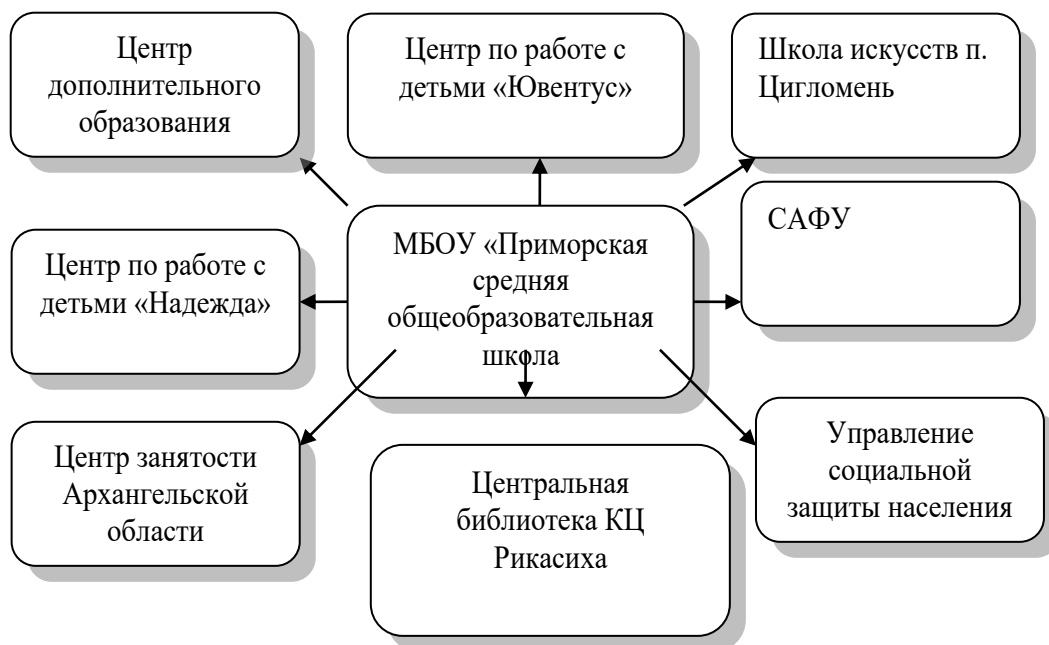 Центр
дополнительного
образования
Центр по работе с
детьми «Ювентус»
Школа искусств п.
Цигломень
Центр по работе с
детьми «Надежда»
МБОУ «Приморская
средняя
общеобразовательная
школа
САФУ
Центр занятости
Архангельской
области
Центральная
библиотека КЦ
Рикасиха
Управление
социальной
защиты населения